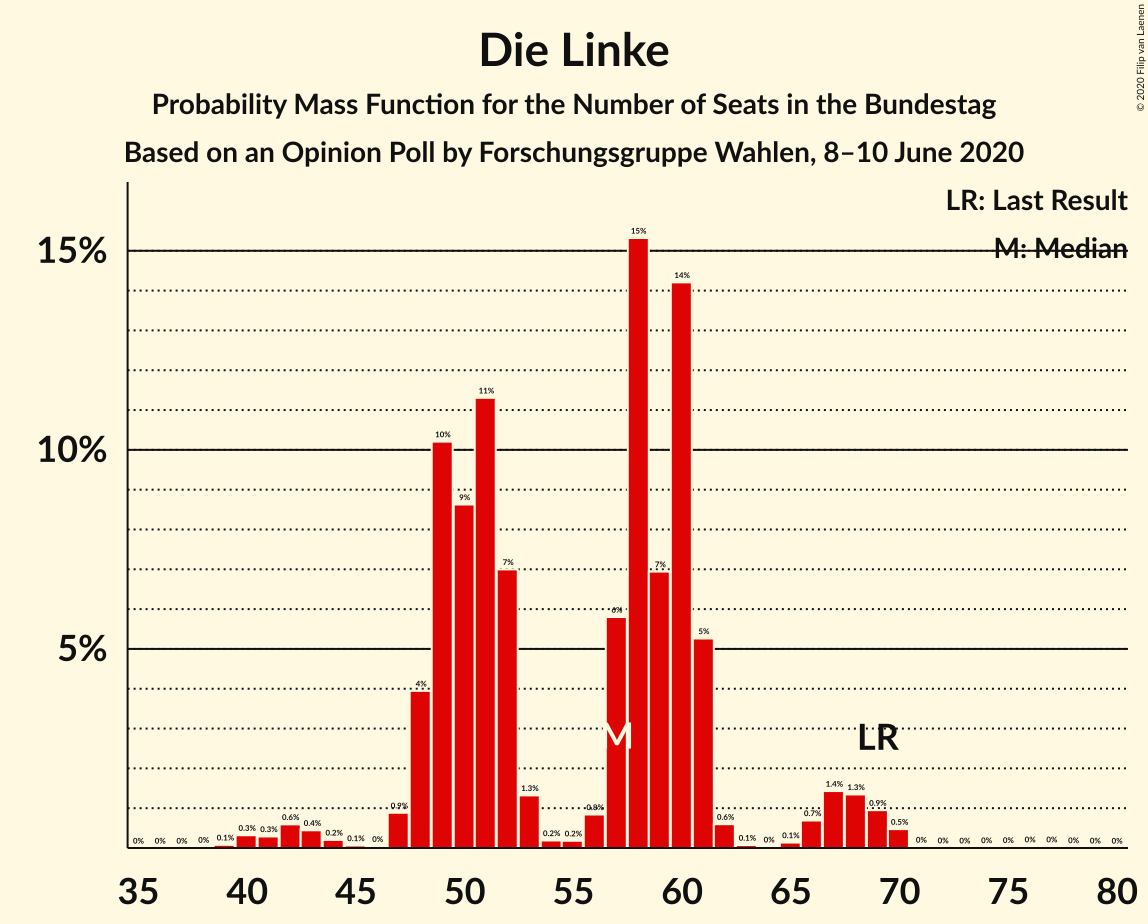 © 2020 Filip van Laenen
Die Linke
Probability Mass Function for the Number of Seats in the Bundestag
Based on an Opinion Poll by Forschungsgruppe Wahlen, 8–10 June 2020
LR: Last Result
M: Median
15%
10%
5%
0% 0% 0% 0% 0.1% 0.3% 0.3% 0.6% 0.4% 0.2% 0.1% 0% 0.9% 4% 10% 9% 11% 7% 1.3% 0.2% 0.2% 0.8% 6% 15% 7% 14% 5% 0.6% 0.1% 0% 0.1% 0.7% 1.4% 1.3% 0.9% 0.5% 0% 0% 0% 0% 0% 0% 0% 0% 0% 0%
M
LR
35 40 45 50 55 60 65 70 75 80